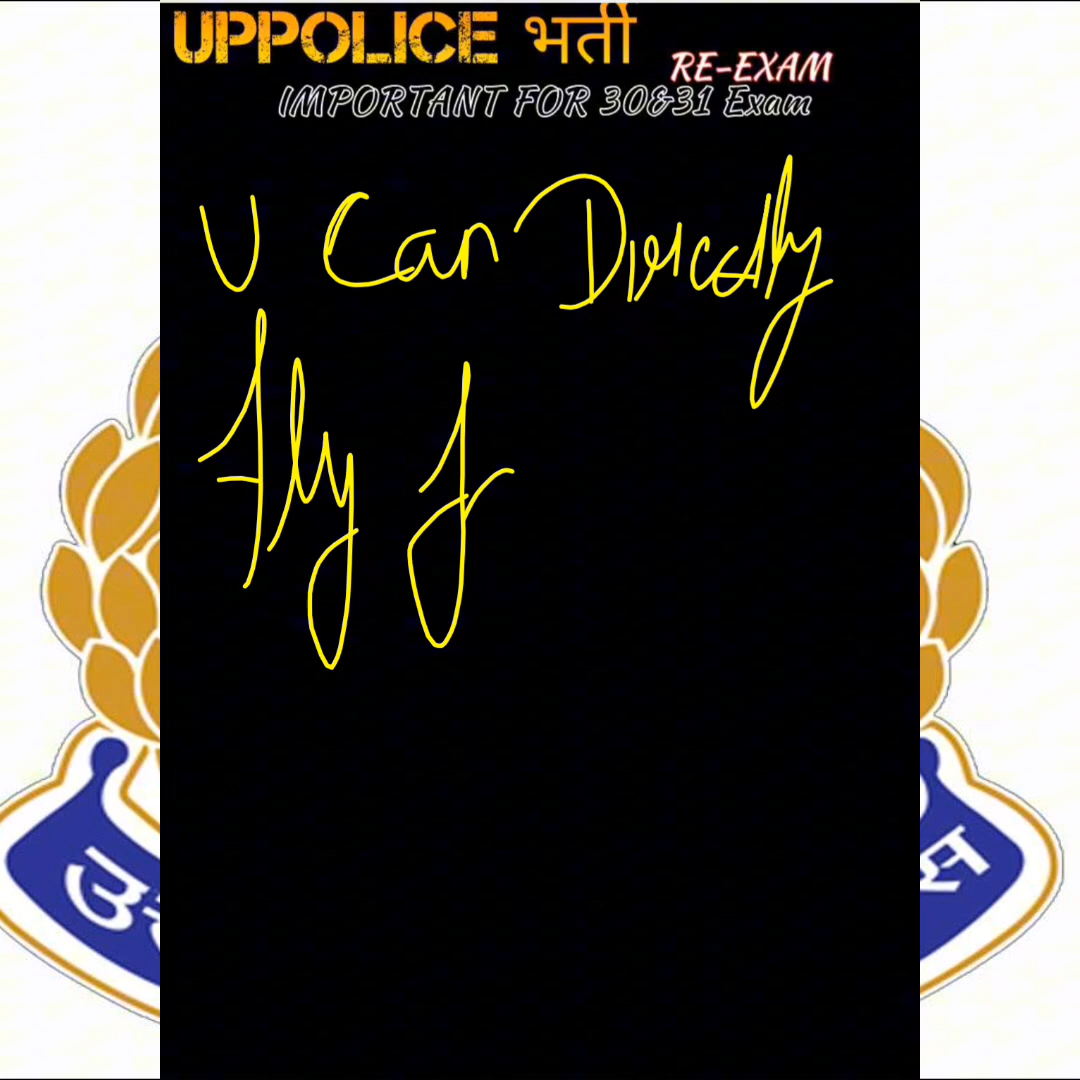 UPPOLICE भर्ती
RE-EXAM
IMPORTANT FOR 30&31 Exam
U Can Directly
Fly
उ
स